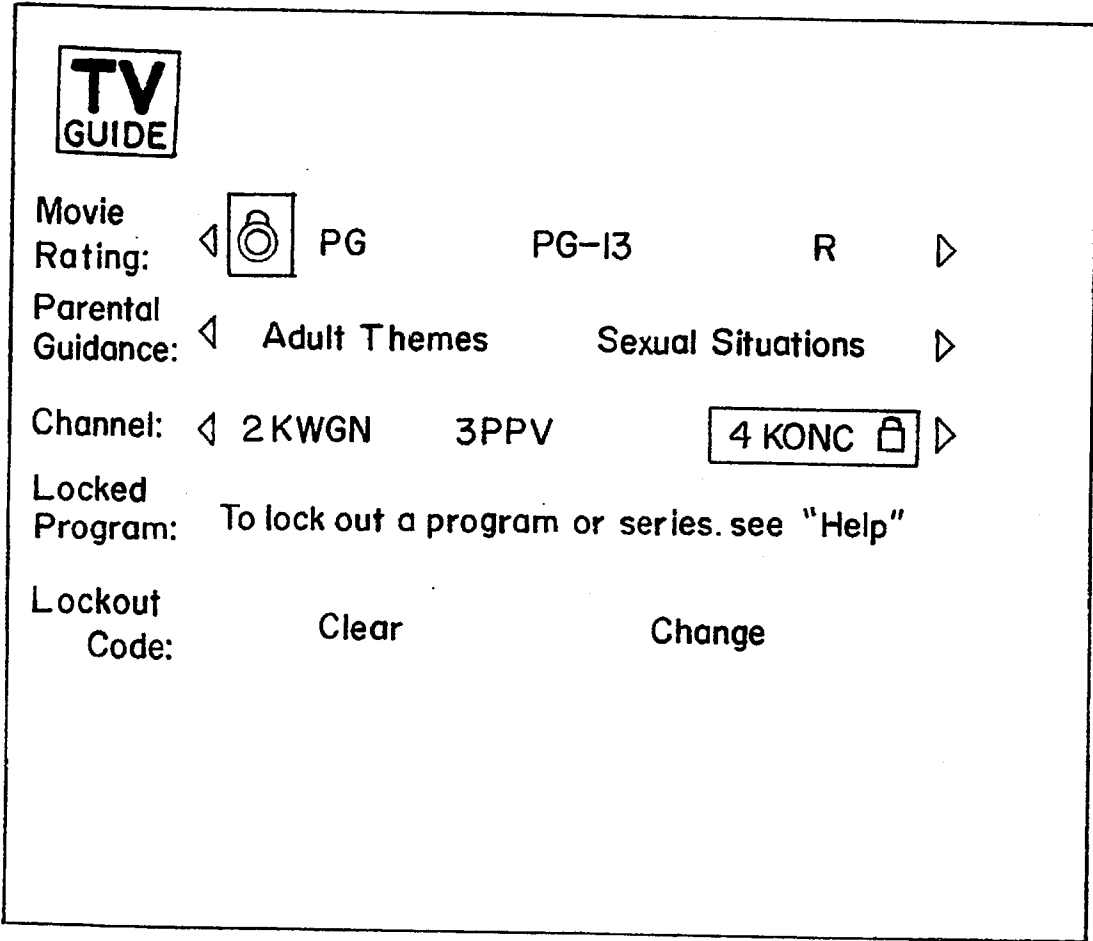 TV
GUIDE
Movie
Rating:
PG PG-13 R
Parental
Guidance:
Adult Themes Sexual Situations
Channel: 2 KWGN 3PPV 4 KONC
Locked
Program:
To lock out a program or series. see "Help"
Lockout
Code:
Clear Change